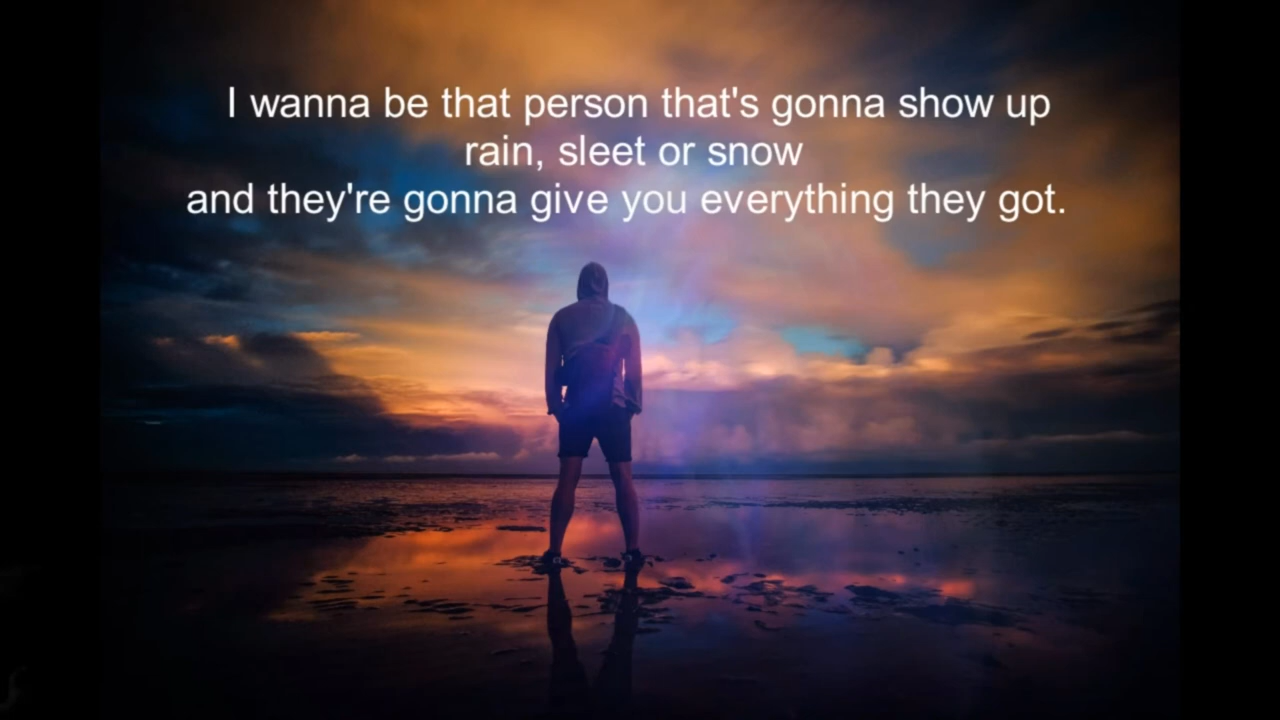 I wanna be that person that's gonna show up
rain, sleet or snow
and they're gonna give you everything they got.